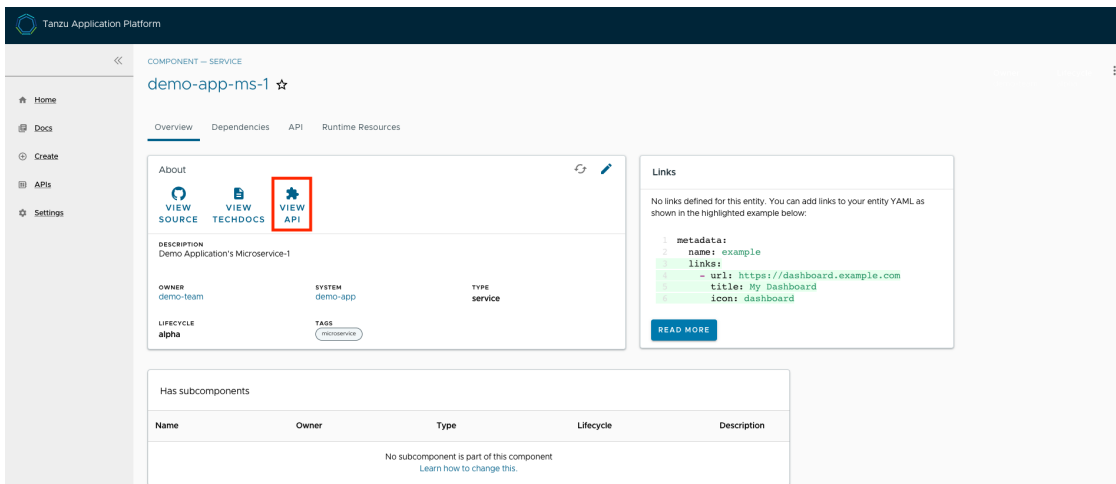 Tanzu Application Platform
Home
Docs
Create
APIs
Settings
COMPONENT — SERVICE
demo-app-ms-1
Overview Dependencies API Runtime Resources
About
VIEW SOURCE
VIEW TECHDOCS
VIEW API
DESCRIPTION
Demo Application's Microservice-1
OWNER SYSTEM TYPE
demo-team demo-app service
LIFECYCLE TAGS
alpha microservice
Links
No links defined for this entity. You can add links to your entity YAML as
shown in the highlighted example below:
1 metadata:
2 name: example
3 links:
4 - url: https://dashboard.example.com
5 title: My Dashboard
6 icon: dashboard
READ MORE
Has subcomponents
Name Owner Type Lifecycle Description
No subcomponent is part of this component
Learn how to change this.